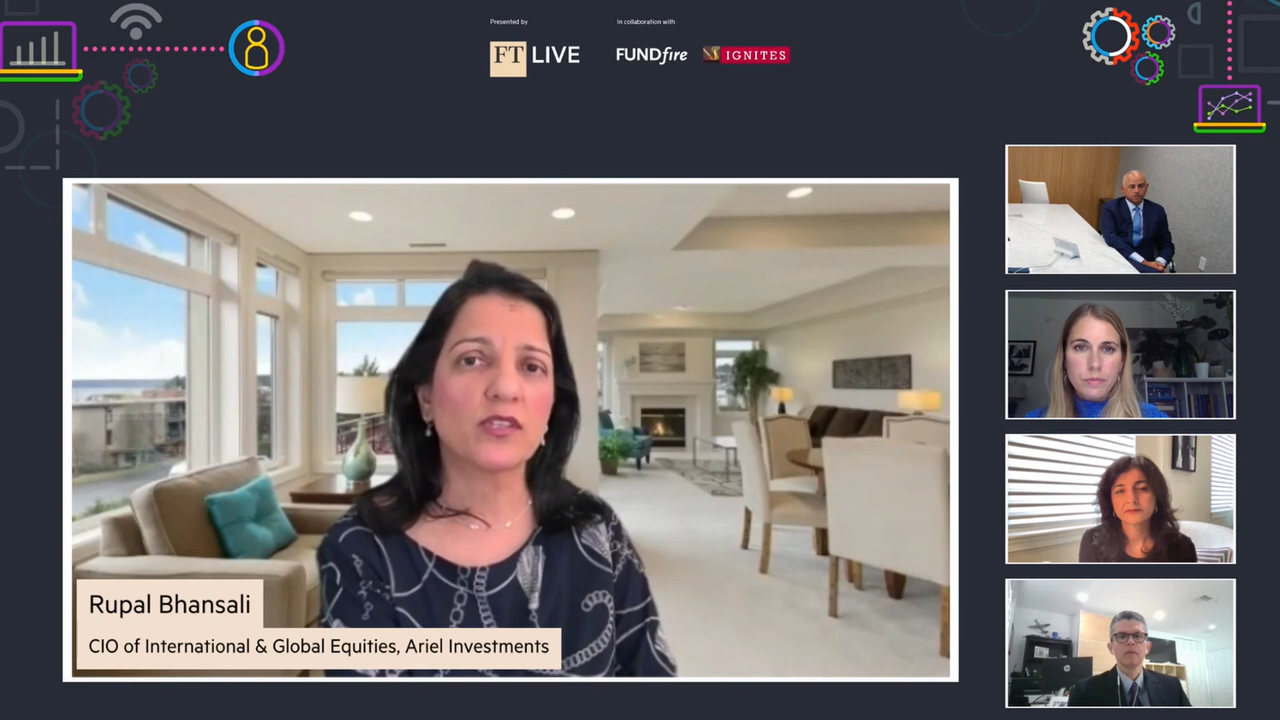 Presented by
In collaboration with
FT LIVE
FUNDfire
IGNITES
Rupal Bhansali
CIO of International & Global Equities, Ariel Investments